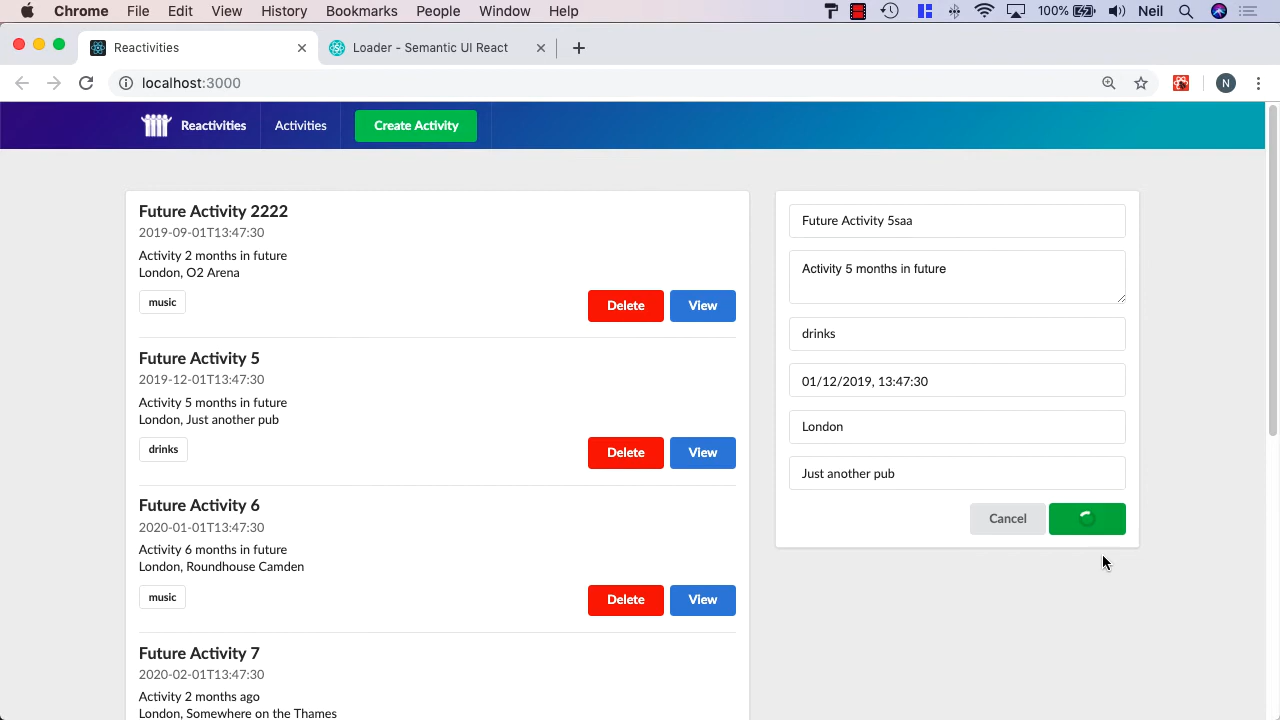 Chrome File Edit View History Bookmarks People Window Help 100% Neil
Reactivities Loader - Semantic UI React
localhost:3000 N
Reactivities Activities Create Activity
Future Activity 2222
2019-09-01T13:47:30
Activity 2 months in future
London, O2 Arena
music
Delete View
Future Activity 5
2019-12-01T13:47:30
Activity 5 months in future
London, Just another pub
drinks
Delete View
Future Activity 6
2020-01-01T13:47:30
Activity 6 months in future
London, Roundhouse Camden
music
Delete View
Future Activity 7
2020-02-01T13:47:30
Activity 2 months ago
London, Somewhere on the Thames
Future Activity 5saa
Activity 5 months in future
drinks
01/12/2019, 13:47:30
London
Just another pub
Cancel